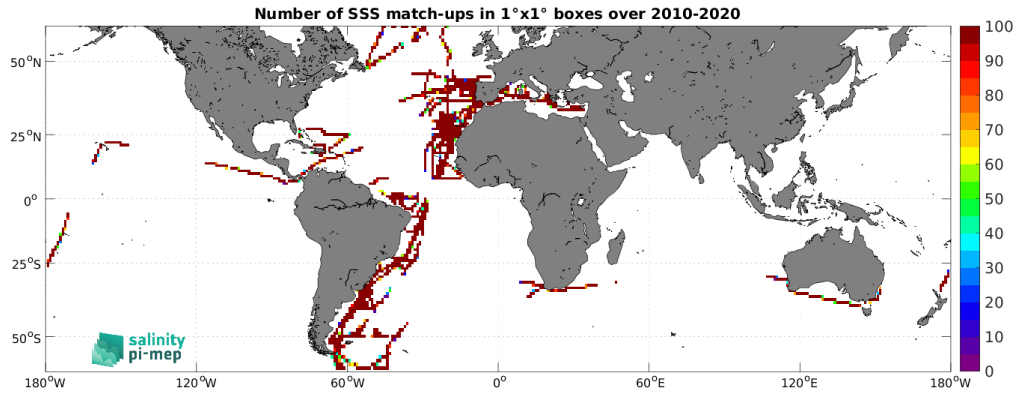 Number of SSS match-ups in 1°x1° boxes over 2010-2020
50°N
25°N
0°
25°S
50°S
180°W
120°W
60°W
0°
60°E
120°E
180°W
100
90
80
70
60
50
40
30
20
10
0
salinity
pi-mep